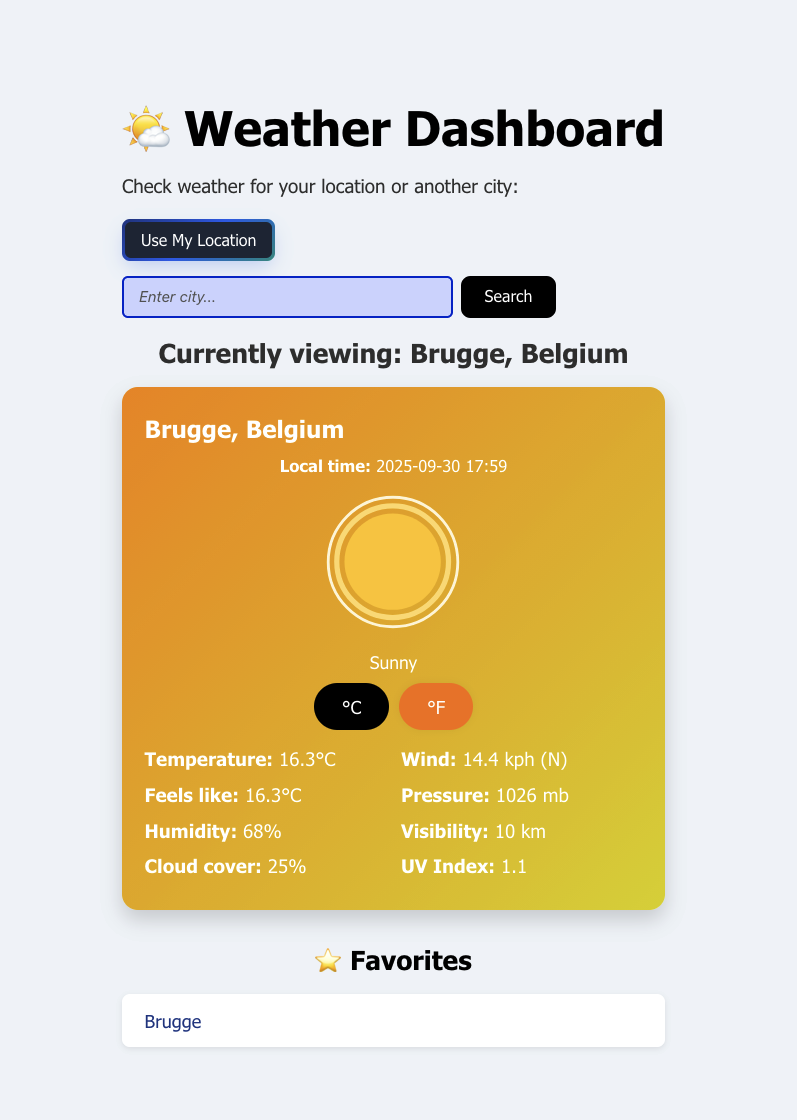 Weather Dashboard
Check weather for your location or another city:
Use My Location
Enter city...
Search
Currently viewing: Brugge, Belgium
Brugge, Belgium
Local time: 2025-09-30 17:59
Sunny
°C
°F
Temperature: 16.3°C
Wind: 14.4 kph (N)
Feels like: 16.3°C
Pressure: 1026 mb
Humidity: 68%
Visibility: 10 km
Cloud cover: 25%
UV Index: 1.1
Favorites
Brugge